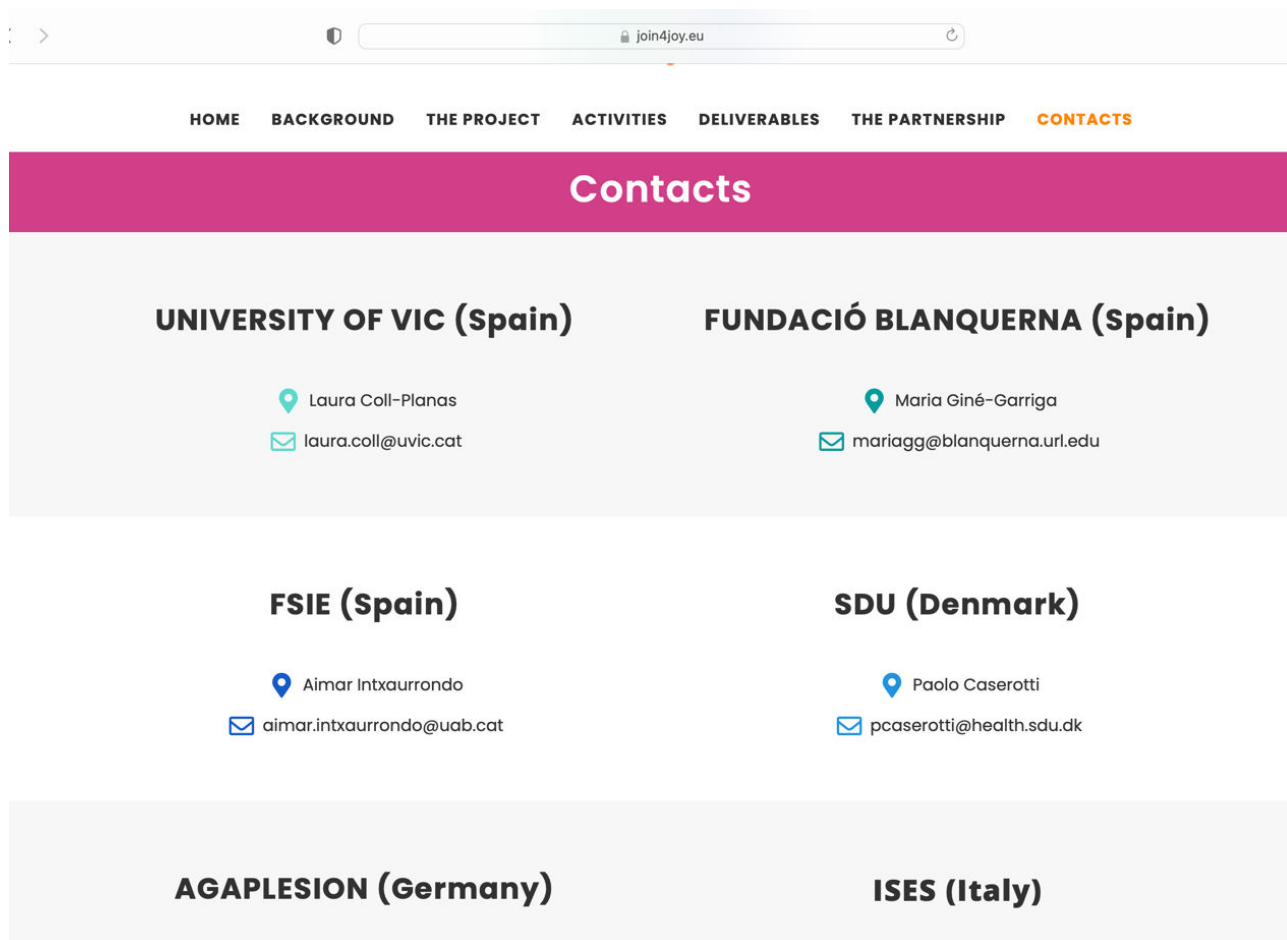 join4joy.eu
HOME BACKGROUND THE PROJECT ACTIVITIES DELIVERABLES THE PARTNERSHIP CONTACTS
Contacts
UNIVERSITY OF VIC (Spain)
Laura Coll-Planas
laura.coll@uvic.cat
FUNDACIÓ BLANQUERNA (Spain)
Maria Giné-Garriga
mariagg@blanquerna.url.edu
FSIE (Spain)
Aimar Intxaurrondo
aimar.intxaurrondo@uab.cat
SDU (Denmark)
Paolo Caserotti
pcaserotti@health.sdu.dk
AGAPLESION (Germany)
ISES (Italy)